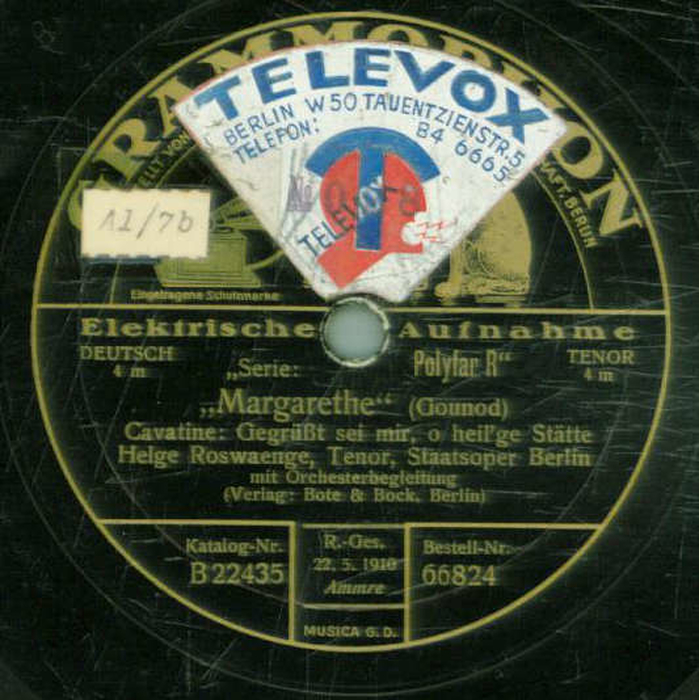 GRAMMOPHON
TELEVOX
BERLIN W 50 TAUENTZIENSTR. 5
TELEFON: B4 6665
TELEVOX
BERLIN
11/7b
Eingetragene Schutzmarke
Elektrische Aufnahme
DEUTSCH
4 m
TENOR
4 m
„Serie: Polyfar R“
„Margarethe“ (Gounod)
Cavatine: Gegrüßt sei mir, o heil'ge Stätte
Helge Roswaenge, Tenor, Staatsoper Berlin
mit Orchesterbegleitung
(Verlag: Bote & Bock, Berlin)
Katalog-Nr.
B 22435
R.-Ges.
22. 5. 1910
Ammre
Bestell-Nr.
66824
MUSICA G.D.